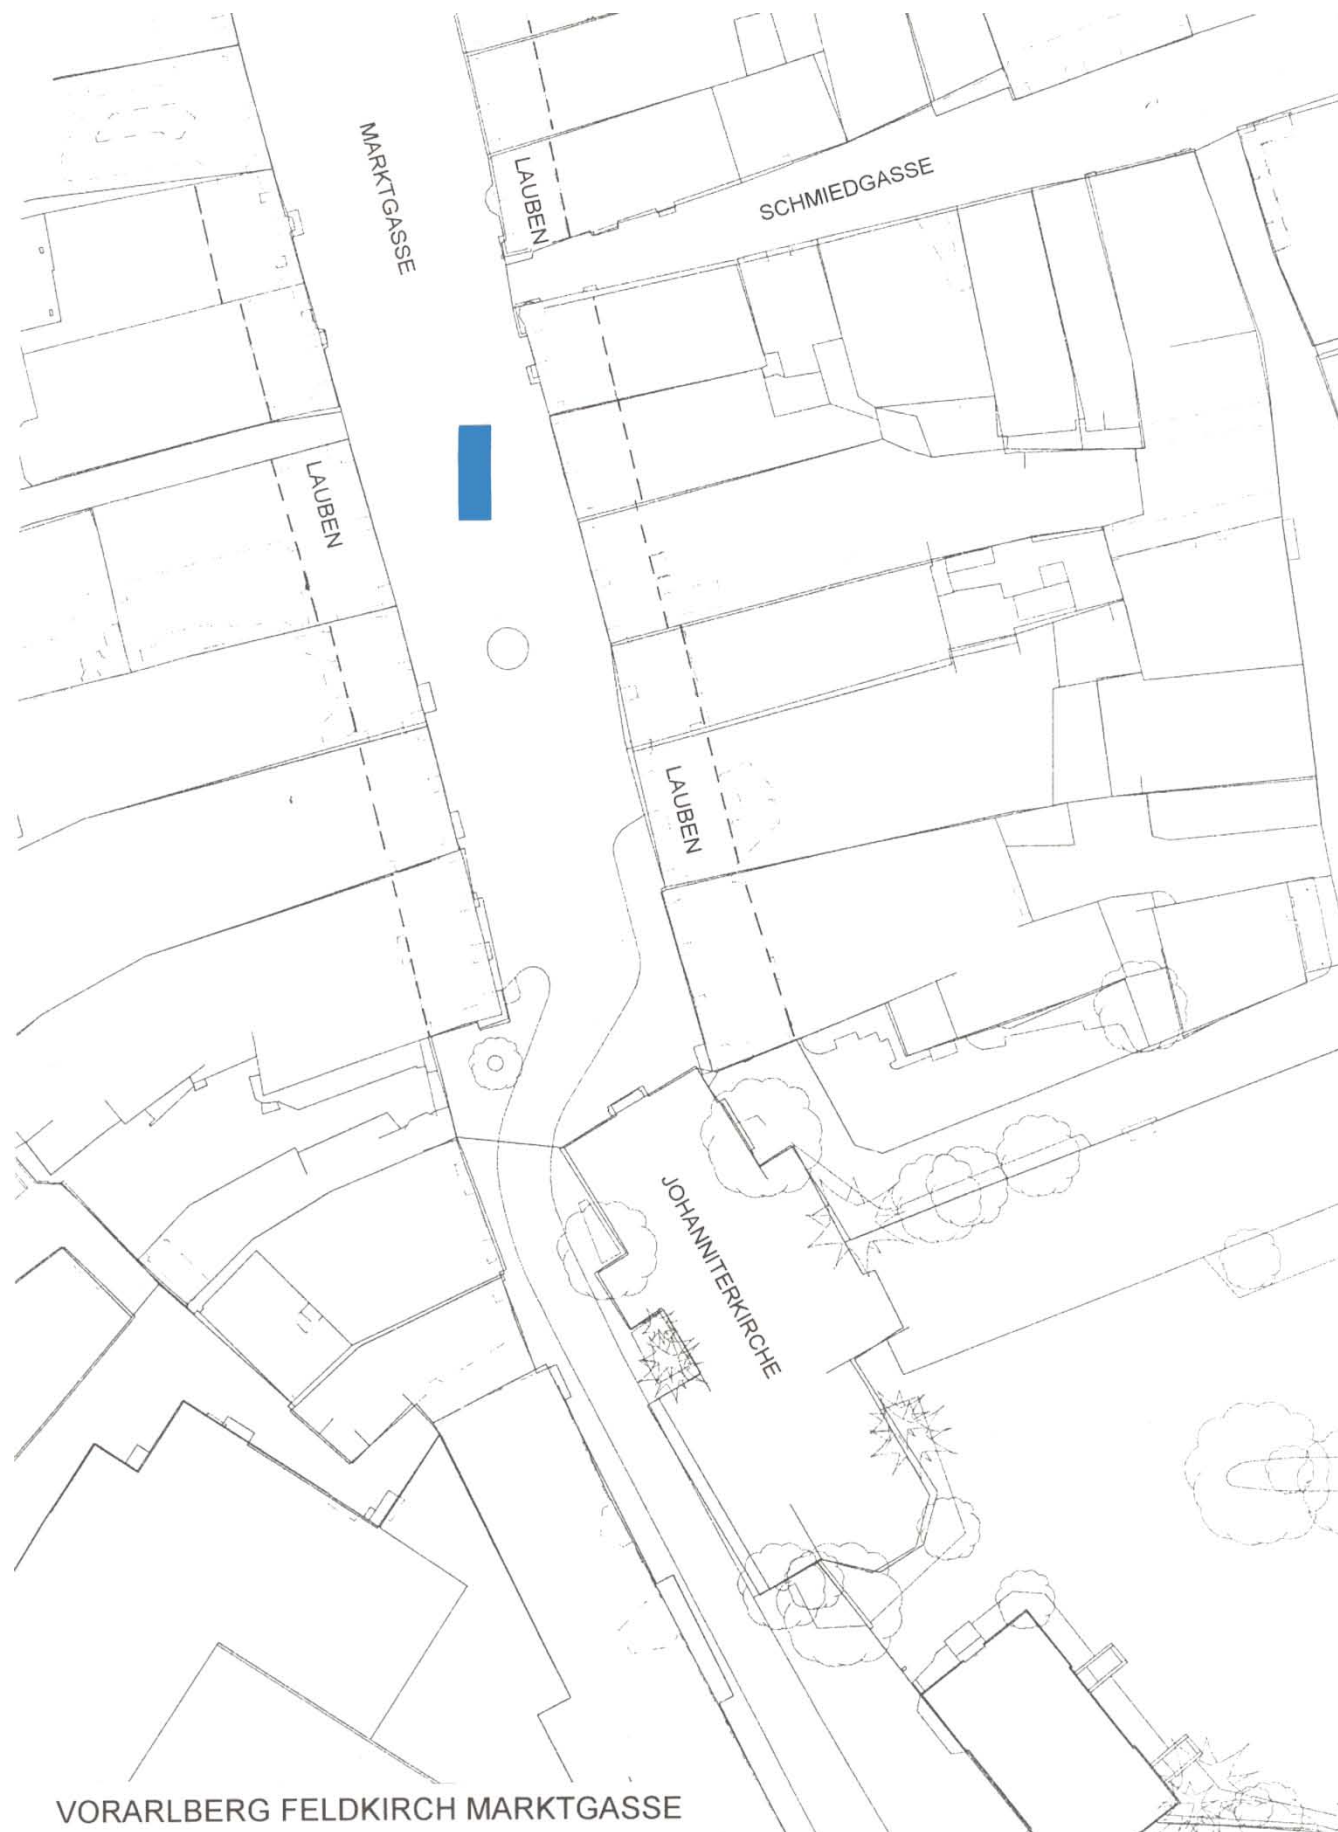 MARKTGASSE
LAUBEN
SCHMIEDGASSE
LAUBEN
LAUBEN
JOHANNITERKIRCHE
VORARLBERG FELDKIRCH MARKTGASSE